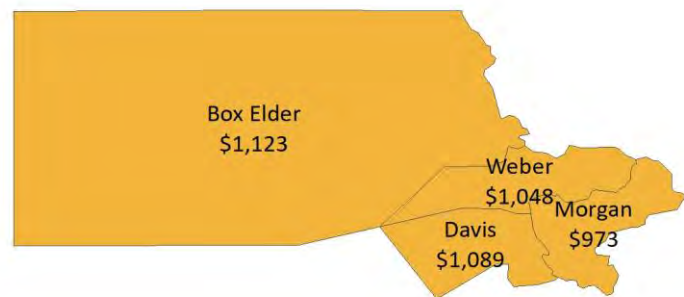 Box Elder
$1,123
Weber
$1,048
Morgan
$973
Davis
$1,089